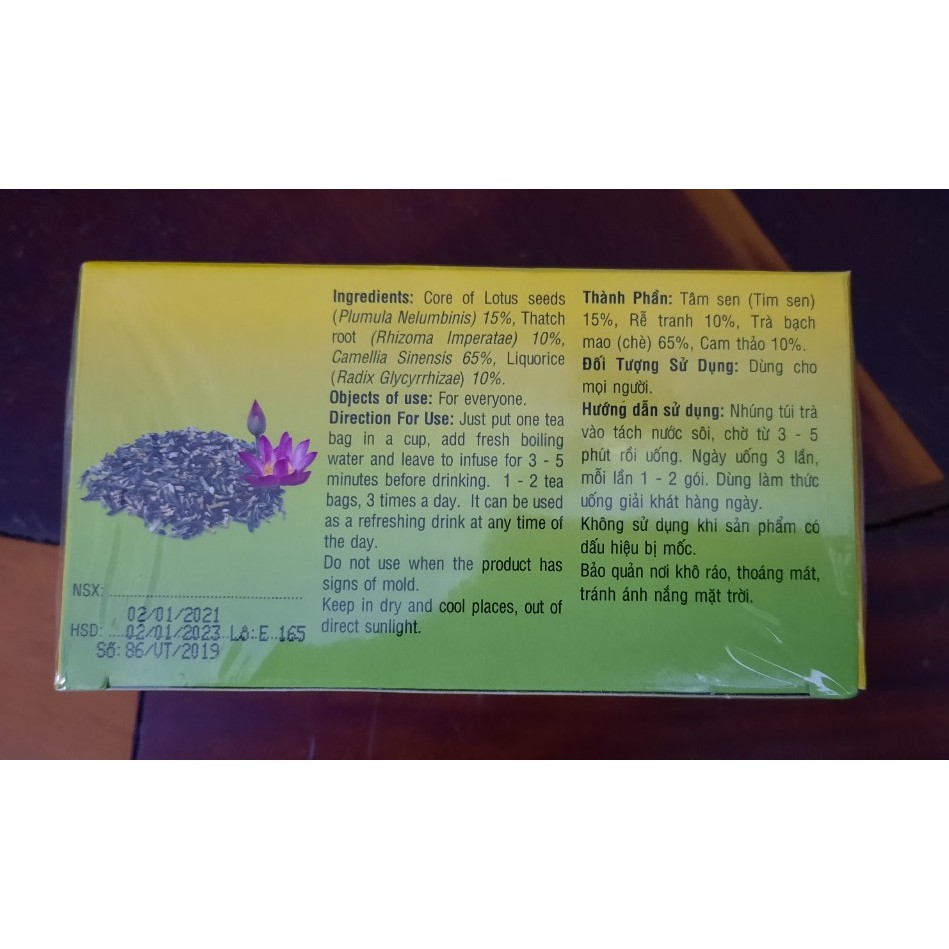 Ingredients: Core of Lotus seeds
(Plumula Nelumbinis) 15%, Thatch
root (Rhizoma Imperatae) 10%,
Camellia Sinensis 65%, Liquorice
(Radix Glycyrrhizae) 10%.
Objects of use: For everyone.
Direction For Use: Just put one tea
bag in a cup, add fresh boiling
water and leave to infuse for 3 - 5
minutes before drinking. 1 - 2 tea
bags, 3 times a day. It can be used
as a refreshing drink at any time of
the day.
Do not use when the product has
signs of mold.
Keep in dry and cool places, out of
direct sunlight.
Thành Phần: Tâm sen (Tim sen)
15%, Rễ tranh 10%, Trà bạch
mao (chè) 65%, Cam thảo 10%.
Đối Tượng Sử Dụng: Dùng cho
mọi người.
Hướng dẫn sử dụng: Nhúng túi trà
vào tách nước sôi, chờ từ 3 - 5
phút rồi uống. Ngày uống 3 lần,
mỗi lần 1 - 2 gói. Dùng làm thức
uống giải khát hàng ngày.
Không sử dụng khi sản phẩm có
dấu hiệu bị mốc.
Bảo quản nơi khô ráo, thoáng mát,
tránh ánh nắng mặt trời.
NSX:
02/01/2021
HSD: 02/01/2023 Lô: E 165
Số: 86/VT/2019